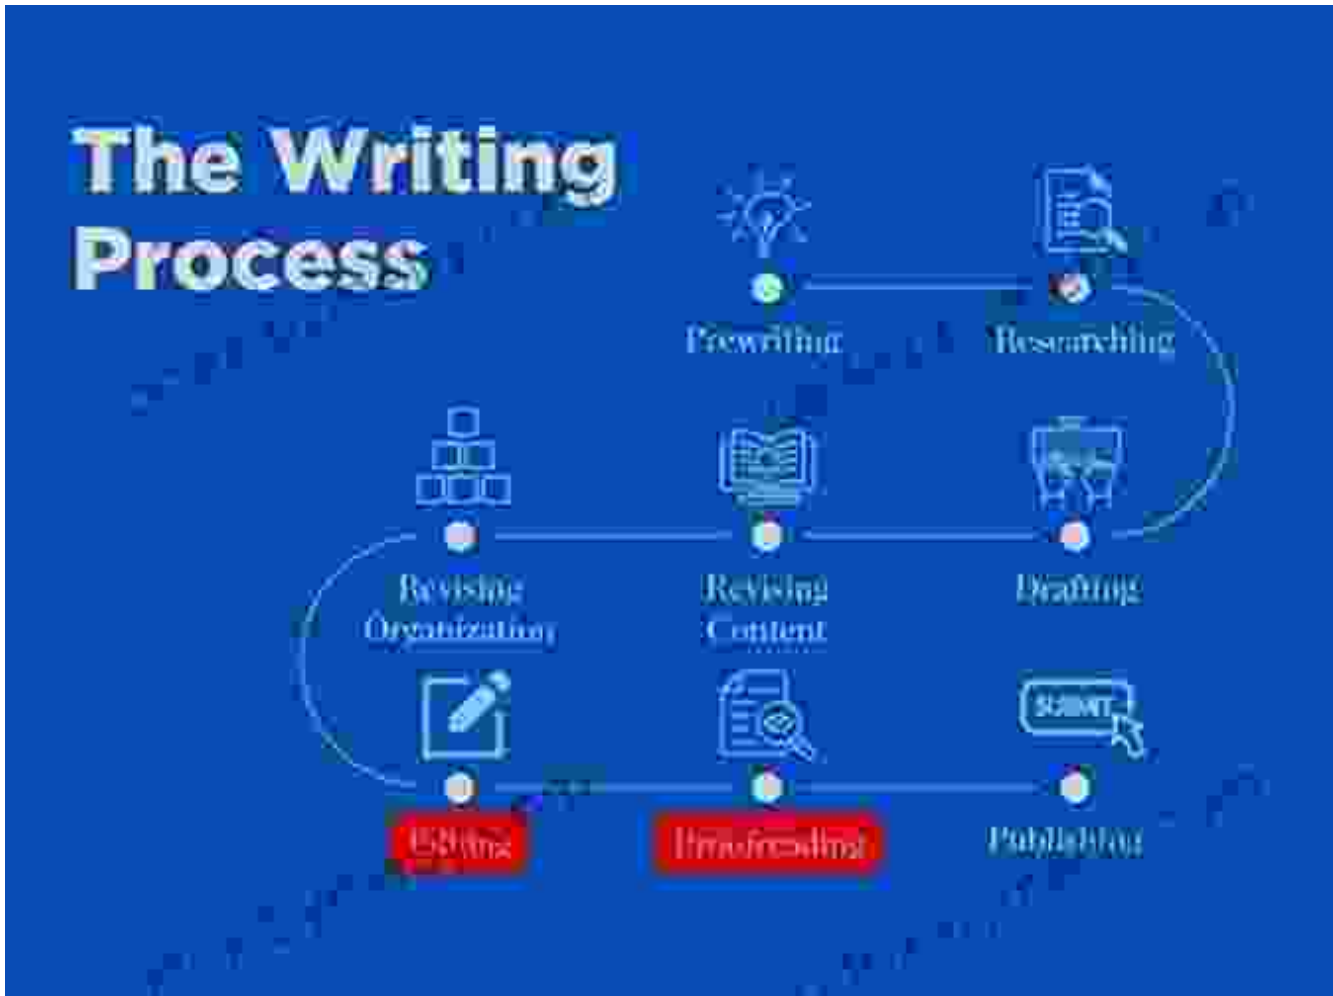 The Writing
Process
Prewriting
Researching
Revising
Organization
Revising
Content
Drafting
SUBMIT
Editing
Proofreading
Publishing